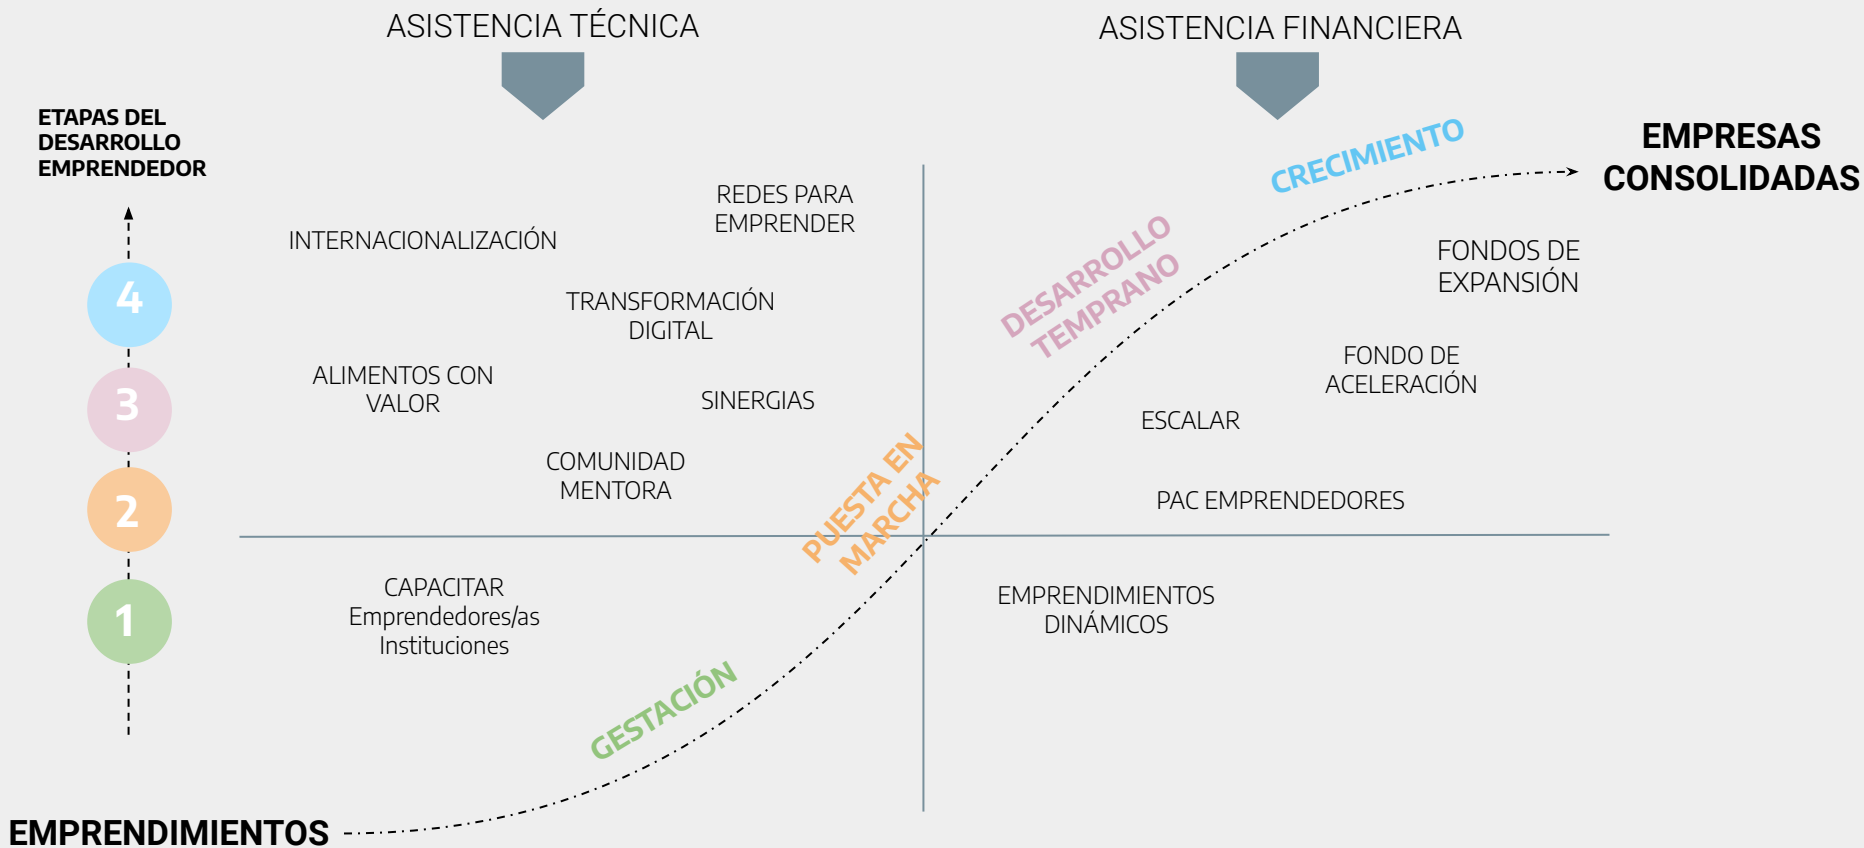 ASISTENCIA TÉCNICA
ASISTENCIA FINANCIERA
ETAPAS DEL
DESARROLLO
EMPRENDEDOR
4
3
2
1
REDES PARA
EMPRENDER
INTERNACIONALIZACIÓN
TRANSFORMACIÓN
DIGITAL
ALIMENTOS CON
VALOR
SINERGIAS
COMUNIDAD
MENTORA
CAPACITAR
Emprendedores/as
Instituciones
EMPRENDIMIENTOS
GESTACIÓN
PUESTA EN
MARCHA
DESARROLLO
TEMPRANO
CRECIMIENTO
EMPRESAS
CONSOLIDADAS
FONDOS DE
EXPANSIÓN
FONDO DE
ACELERACIÓN
ESCALAR
PAC EMPRENDEDORES
EMPRENDIMIENTOS
DINÁMICOS